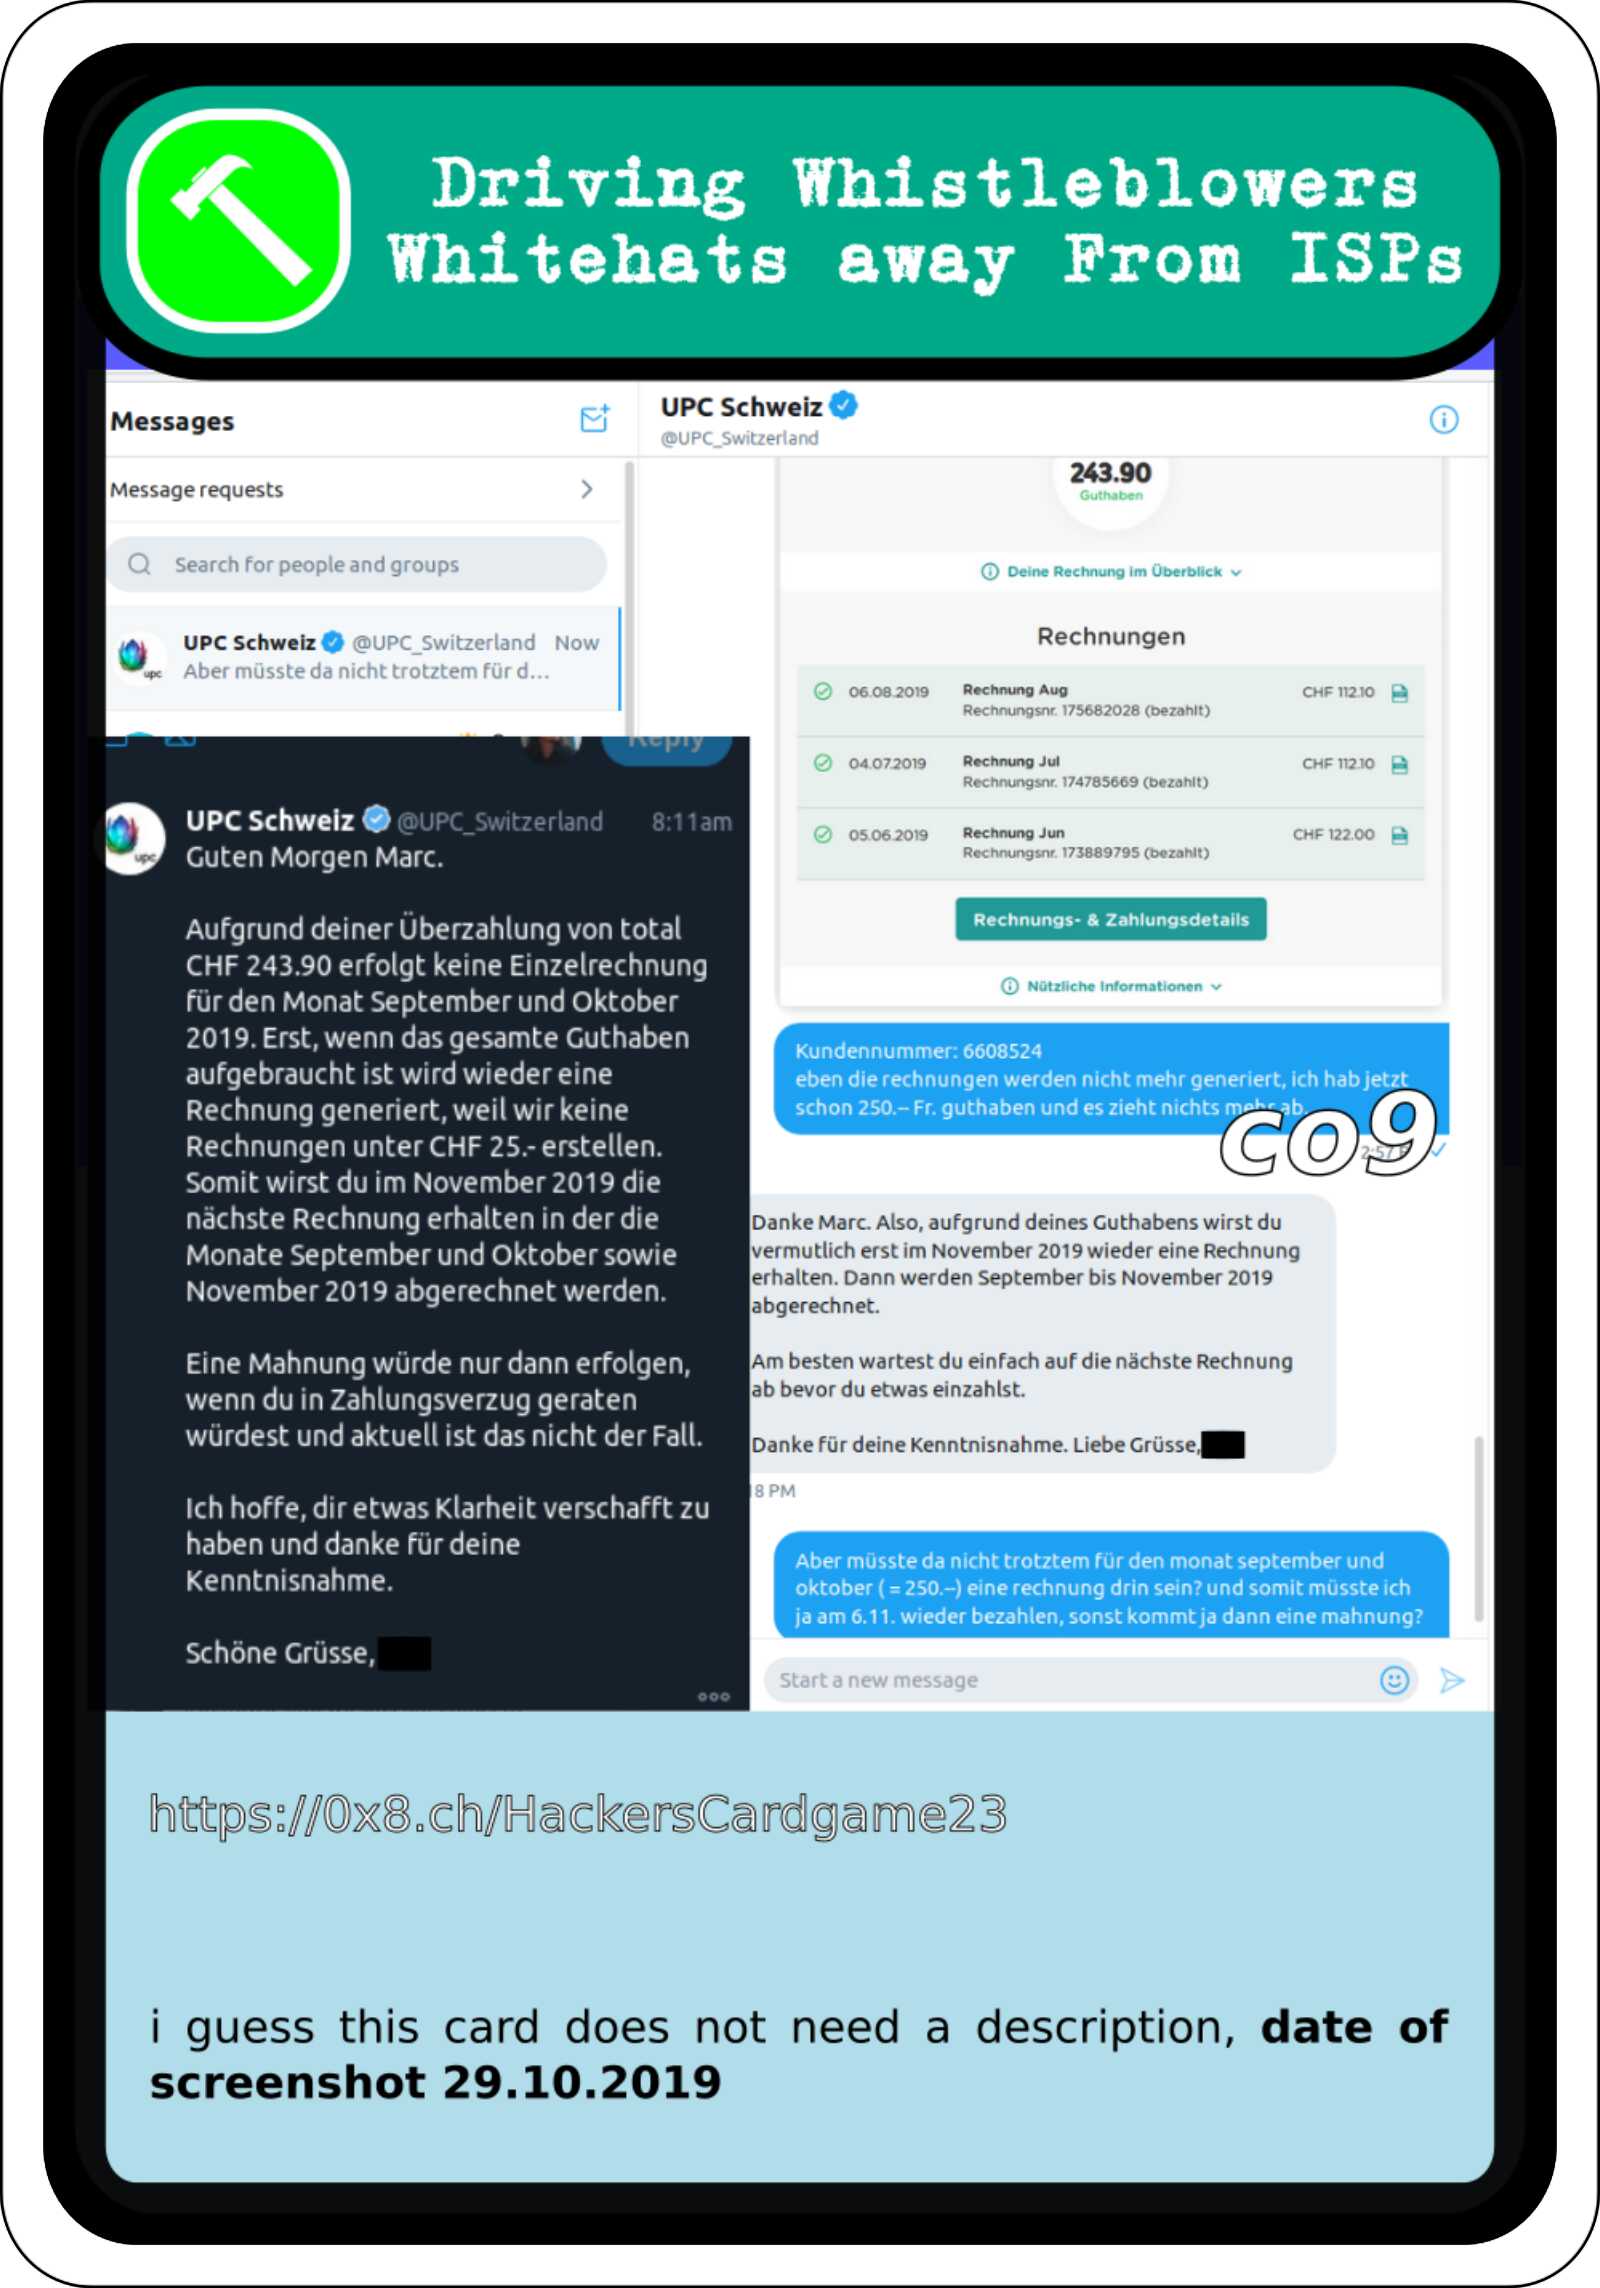 Driving Whistleblowers
Whitehats away From ISPs
Messages
Message requests
Search for people and groups
UPC Schweiz @UPC_Switzerland Now
Aber müsste da nicht trotztem für d...
upc
UPC Schweiz
@UPC_Switzerland
243.90
Guthaben
Deine Rechnung im Überblick
Rechnungen
06.08.2019 Rechnung Aug CHF 112.10
Rechnungsnr. 175682028 (bezahlt)
04.07.2019 Rechnung Jul CHF 112.10
Rechnungsnr. 174785669 (bezahlt)
05.06.2019 Rechnung Jun CHF 122.00
Rechnungsnr. 173889795 (bezahlt)
Rechnungs- & Zahlungsdetails
Nützliche Informationen
Kundennummer: 6608524
eben die rechnungen werden nicht mehr generiert, ich hab jetzt
schon 250.-- Fr. guthaben und es zieht nichts mehr ab.
co9
2:57
Danke Marc. Also, aufgrund deines Guthabens wirst du
vermutlich erst im November 2019 wieder eine Rechnung
erhalten. Dann werden September bis November 2019
abgerechnet.
Am besten wartest du einfach auf die nächste Rechnung
ab bevor du etwas einzahlst.
Danke für deine Kenntnisnahme. Liebe Grüsse,
18 PM
Aber müsste da nicht trotztem für den monat september und
oktober ( = 250.--) eine rechnung drin sein? und somit müsste ich
ja am 6.11. wieder bezahlen, sonst kommt ja dann eine mahnung?
Start a new message
Reply
UPC Schweiz @UPC_Switzerland 8:11am
upc
Guten Morgen Marc.
Aufgrund deiner Überzahlung von total
CHF 243.90 erfolgt keine Einzelrechnung
für den Monat September und Oktober
2019. Erst, wenn das gesamte Guthaben
aufgebraucht ist wird wieder eine
Rechnung generiert, weil wir keine
Rechnungen unter CHF 25.- erstellen.
Somit wirst du im November 2019 die
nächste Rechnung erhalten in der die
Monate September und Oktober sowie
November 2019 abgerechnet werden.
Eine Mahnung würde nur dann erfolgen,
wenn du in Zahlungsverzug geraten
würdest und aktuell ist das nicht der Fall.
Ich hoffe, dir etwas Klarheit verschafft zu
haben und danke für deine
Kenntnisnahme.
Schöne Grüsse,
https://0x8.ch/HackersCardgame23
i guess this card does not need a description, date of
screenshot 29.10.2019